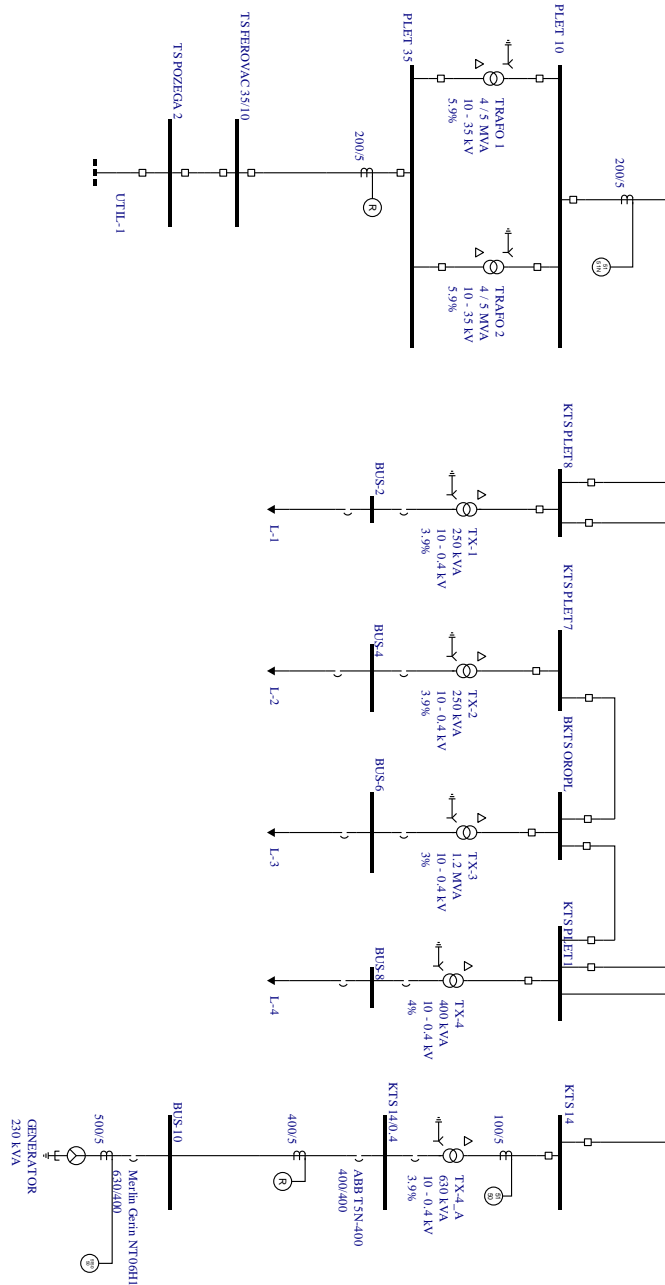 UTIL-1
TS POZEGA 2
TS FEROVAC 35/10
200/5
R
PLET 35
TRAFO 1
4 / 5 MVA
10 - 35 kV
5.9%
TRAFO 2
4 / 5 MVA
10 - 35 kV
5.9%
PLET 10
200/5
51
51N
KTS PLET8
TX-1
250 kVA
10 - 0.4 kV
3.9%
BUS-2
L-1
KTS PLET7
TX-2
250 kVA
10 - 0.4 kV
3.9%
BUS-4
L-2
BKTS OROPL
TX-3
1.2 MVA
10 - 0.4 kV
3%
BUS-6
L-3
KTS PLET1
TX-4
400 kVA
10 - 0.4 kV
4%
BUS-8
L-4
KTS 14
100/5
51
50
TX-4_A
630 kVA
10 - 0.4 kV
3.9%
KTS 14/0.4
ABB T5N-400
400/400
400/5
R
BUS-10
Merlin Gerin NT06H1
630/400
500/5
GENERATOR
230 kVA